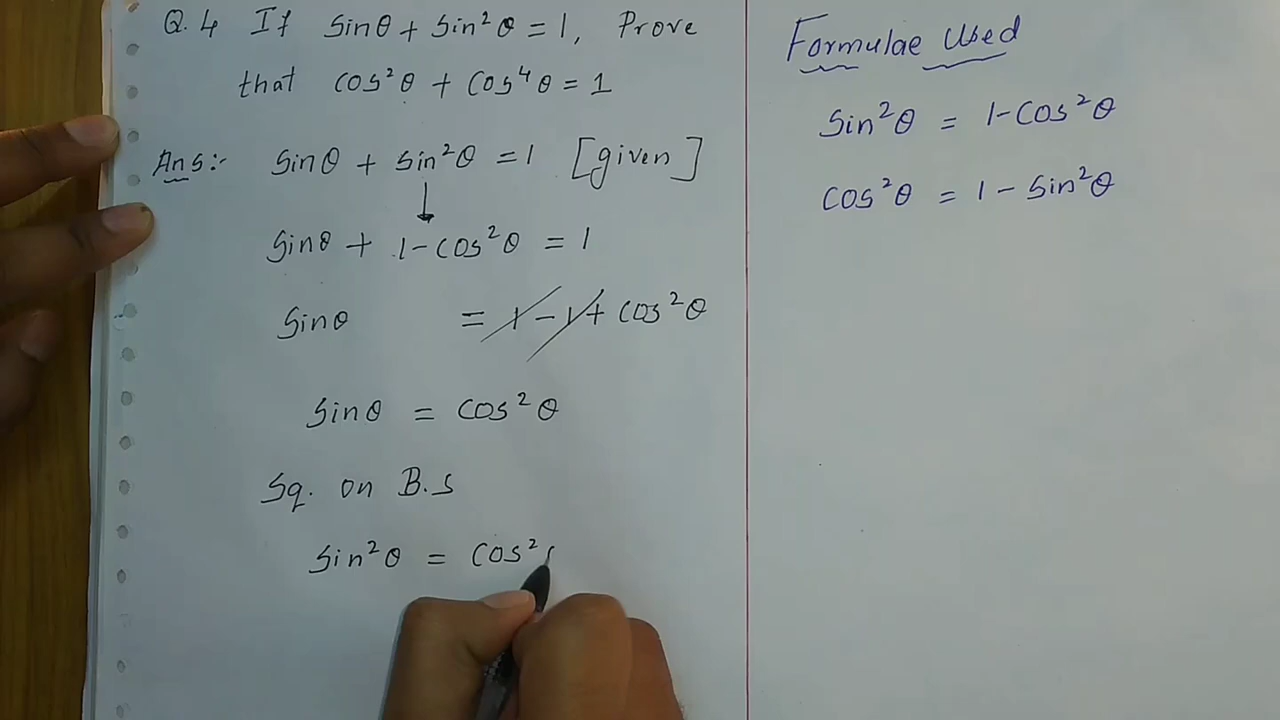 Q.4 If Sinθ + Sin²θ = 1, Prove
that cos²θ + Cos⁴θ = 1
Ans:- Sinθ + sin²θ = 1 [given]
Sinθ + 1 - cos²θ = 1
Sinθ = 1 - 1 + cos²θ
Sinθ = cos²θ
Sq. on B.S
Sin²θ = Cos²
Formulae Used
Sin²θ = 1 - cos²θ
cos²θ = 1 - sin²θ